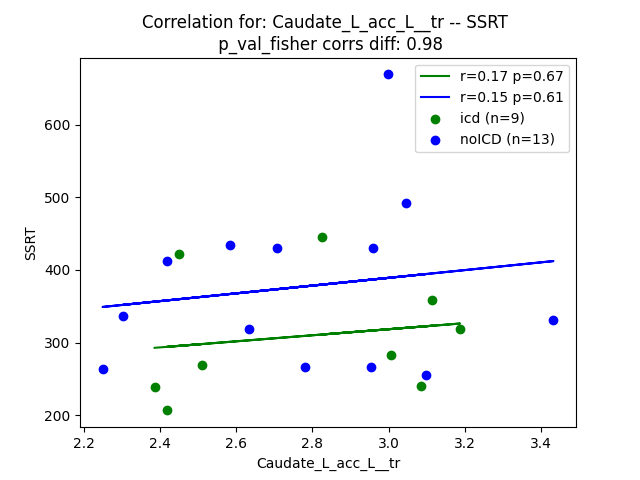 Correlation for: Caudate_L_acc_L__tr -- SSRT
p_val_fisher corrs diff: 0.98
r=0.17 p=0.67
r=0.15 p=0.61
icd (n=9)
noICD (n=13)
600
500
400
300
200
SSRT
2.2 2.4 2.6 2.8 3.0 3.2 3.4
Caudate_L_acc_L__tr